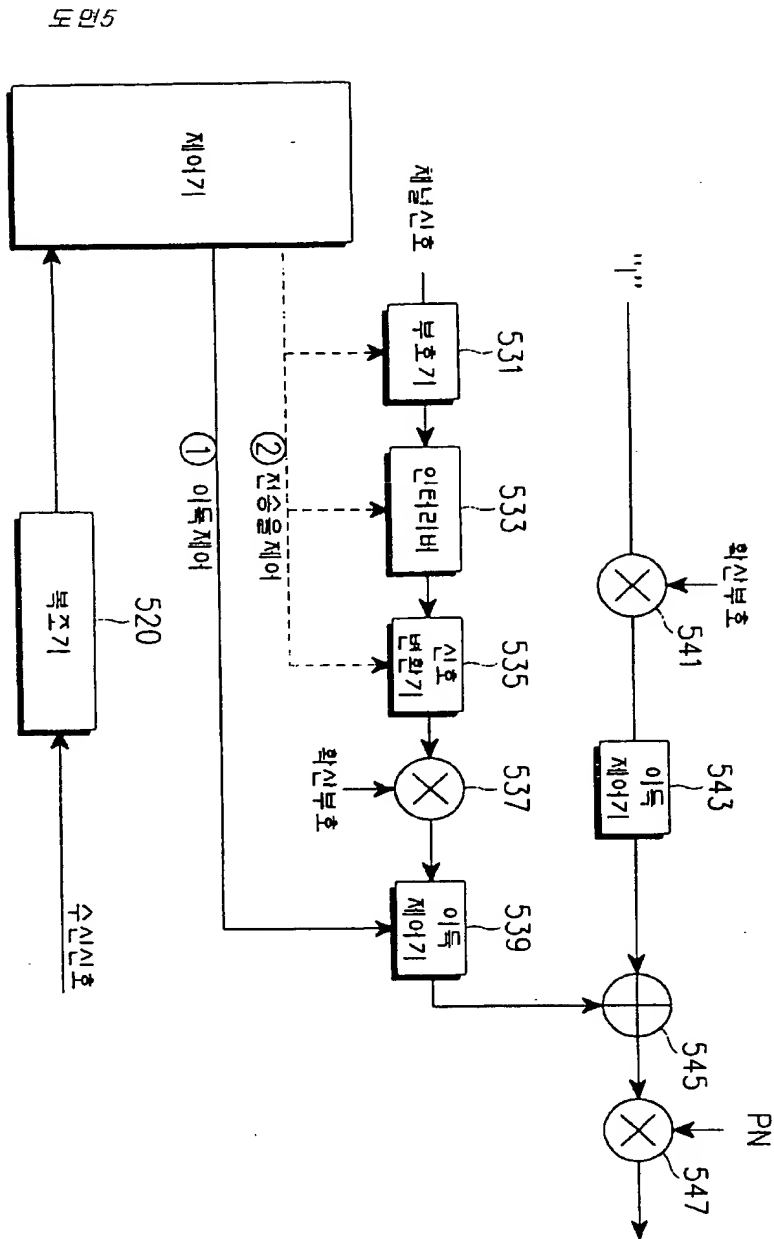 도면5
"1"
확산부호
541
이득
제어기
543
545
PN
547
채널신호
부호기
531
인터리버
533
신호
변환기
535
확산부호
537
이득
제어기
539
제어기
② 전송율제어
① 이득제어
복조기
520
수신신호